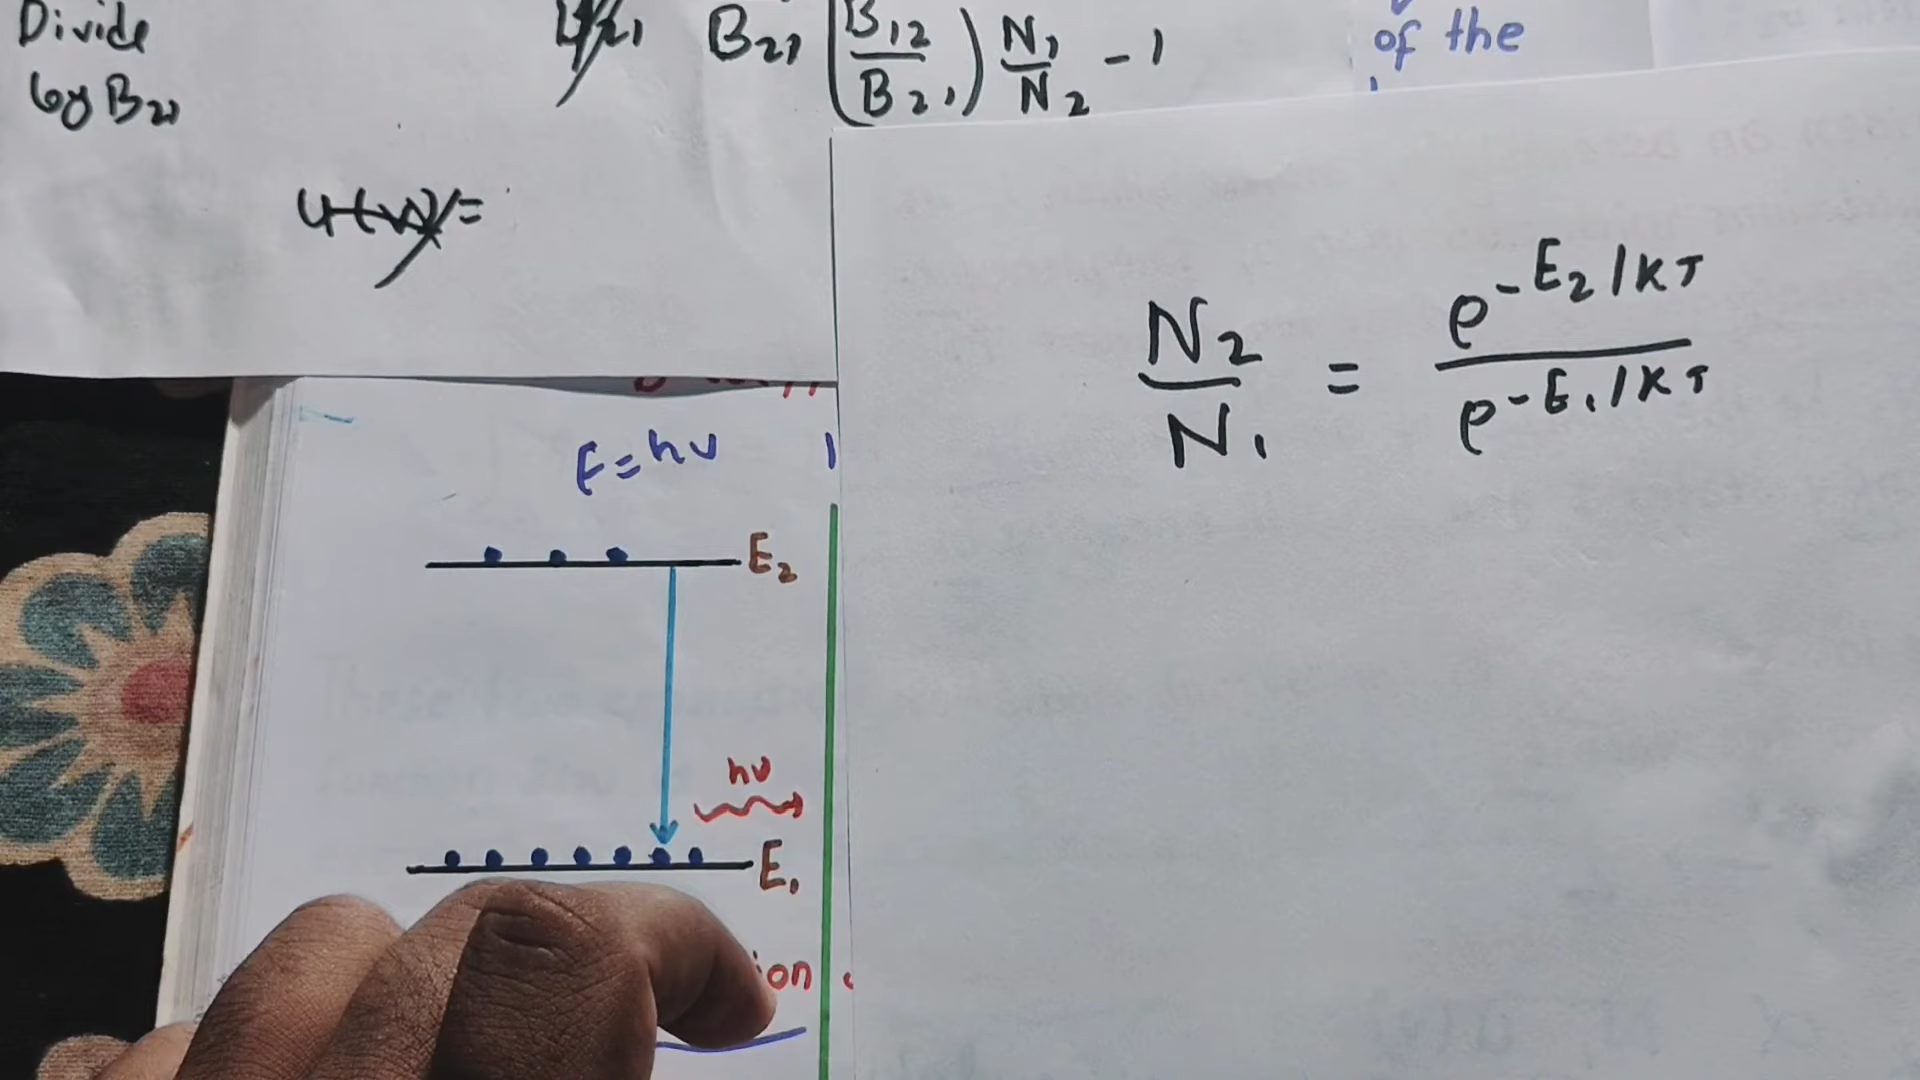 Divide
by B21
B21 (B12/B21) N1/N2 - 1
of the
u(ν)=
N2/N1 = e^-E2/KT / e^-E1/KT
E=hν
E2
hν
E1
ion